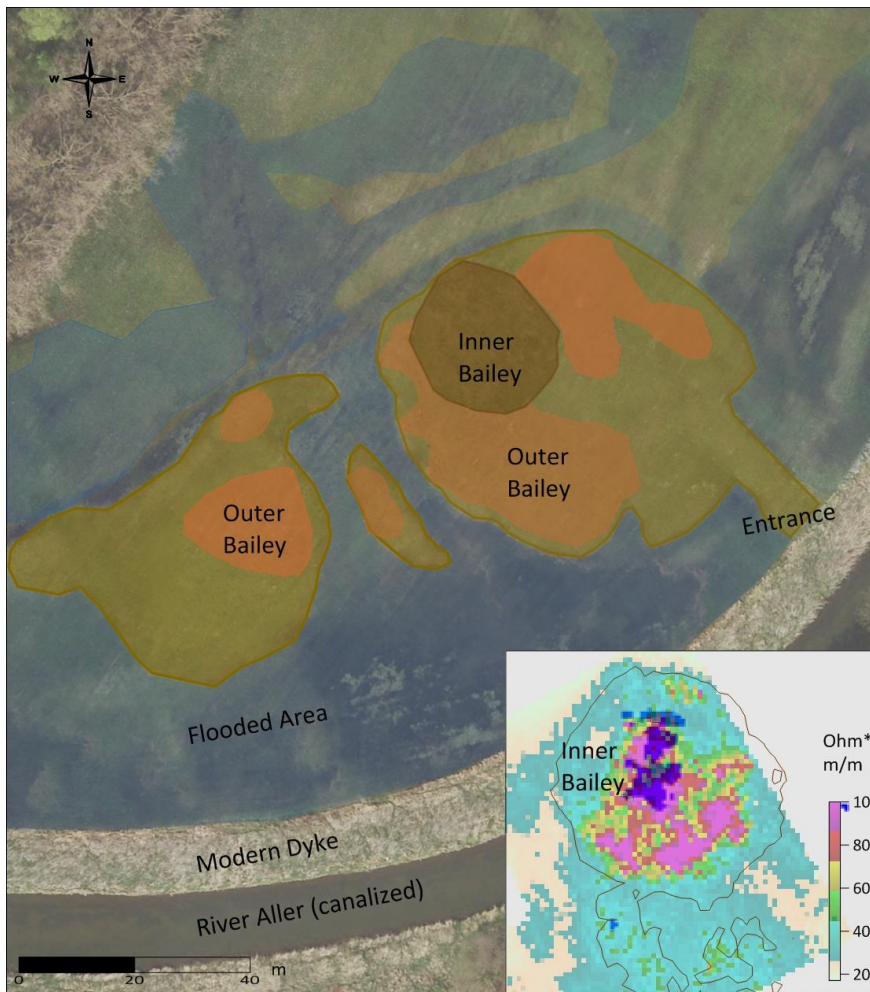 N
W E
S
Inner
Bailey
Outer
Bailey
Outer
Bailey
Entrance
Flooded Area
Modern Dyke
River Aller (canalized)
0 20 40 m
Inner
Bailey
Ohm*
m/m
100
80
60
40
20